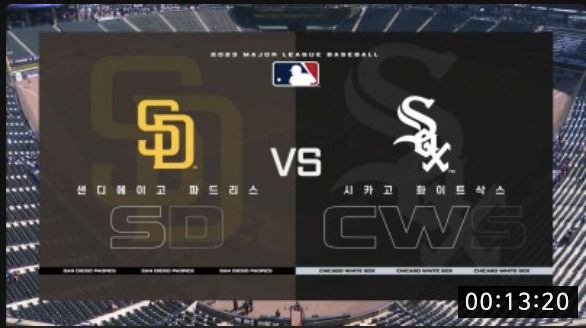 2023 MAJOR LEAGUE BASEBALL
SD
VS
Sox
샌디에이고 파드리스
시카고 화이트삭스
SD
CWS
SAN DIEGO PADRES SAN DIEGO PADRES SAN DIEGO PADRES
CHICAGO WHITE SOX CHICAGO WHITE SOX CHICAGO WHITE SOX
00:13:20